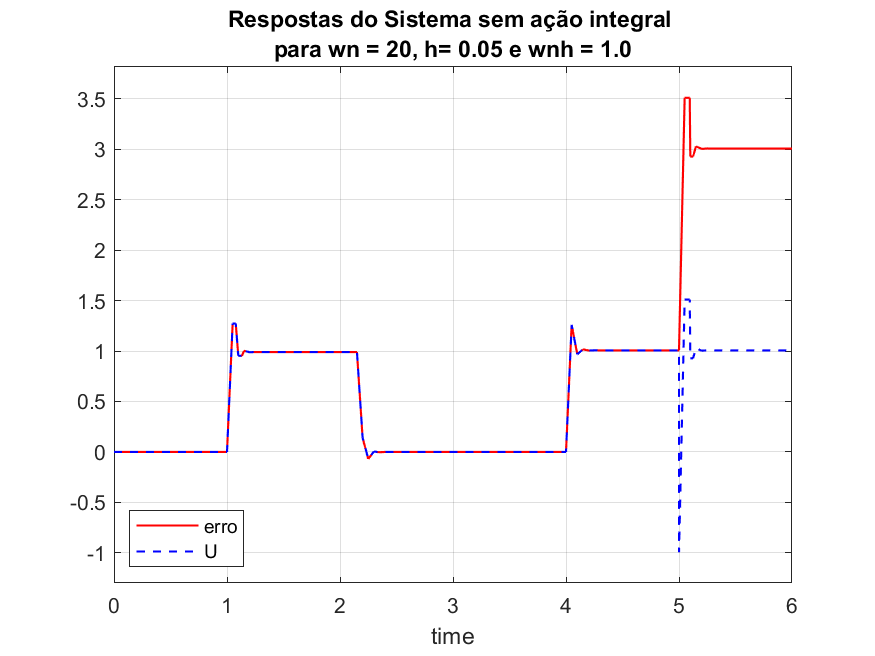 Respostas do Sistema sem ação integral
para wn = 20, h= 0.05 e wnh = 1.0
3.5
3
2.5
2
1.5
1
0.5
0
-0.5
-1
erro
U
0 1 2 3 4 5 6
time